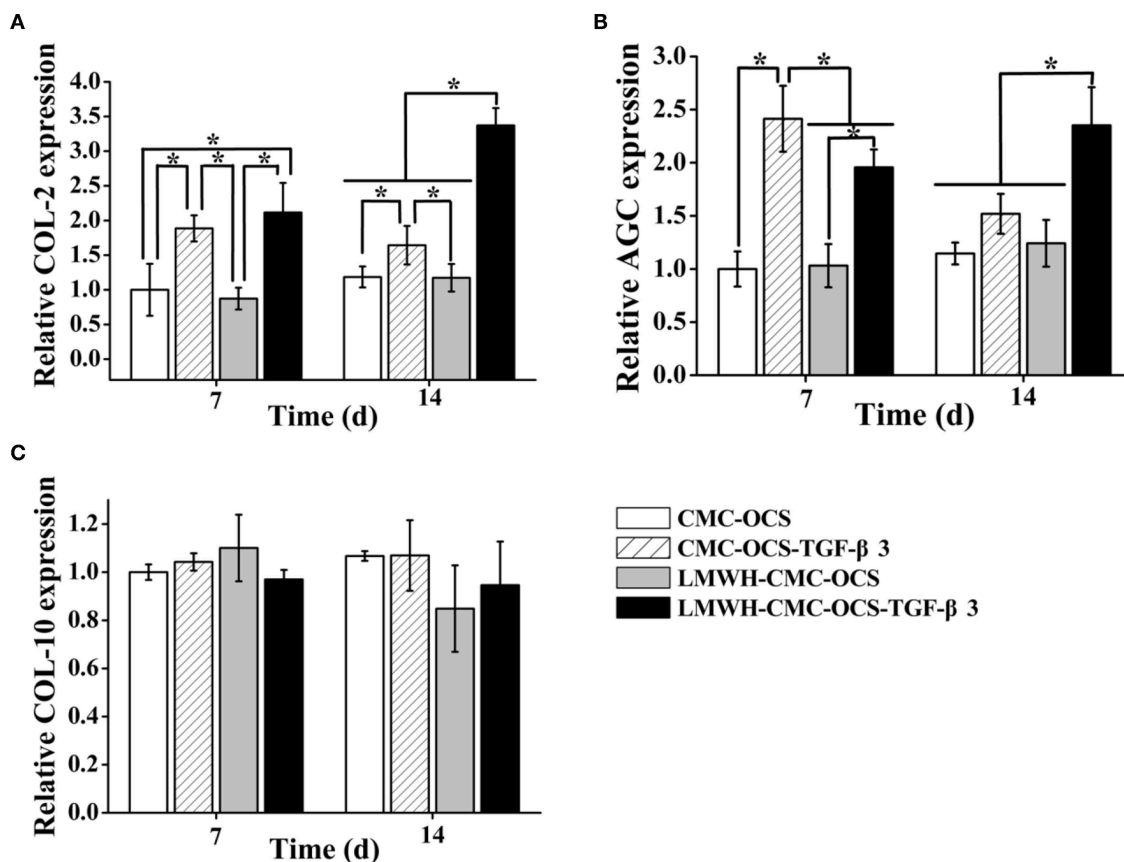 A
Relative COL-2 expression
4.0
3.5
3.0
2.5
2.0
1.5
1.0
0.5
0.0
* * * * * * *
7 14
Time (d)
B
Relative AGC expression
3.0
2.5
2.0
1.5
1.0
0.5
0.0
* * * *
7 14
Time (d)
C
Relative COL-10 expression
1.2
1.0
0.8
0.6
0.4
0.2
0.0
7 14
Time (d)
CMC-OCS
CMC-OCS-TGF-β 3
LMWH-CMC-OCS
LMWH-CMC-OCS-TGF-β 3